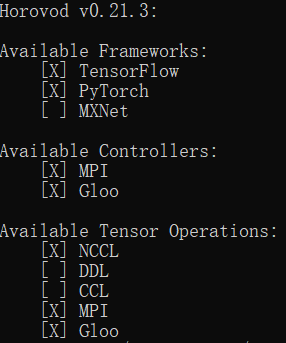 Horovod v0.21.3:
Available Frameworks:
[X] TensorFlow
[X] PyTorch
[ ] MXNet
Available Controllers:
[X] MPI
[X] Gloo
Available Tensor Operations:
[X] NCCL
[ ] DDL
[ ] CCL
[X] MPI
[X] Gloo